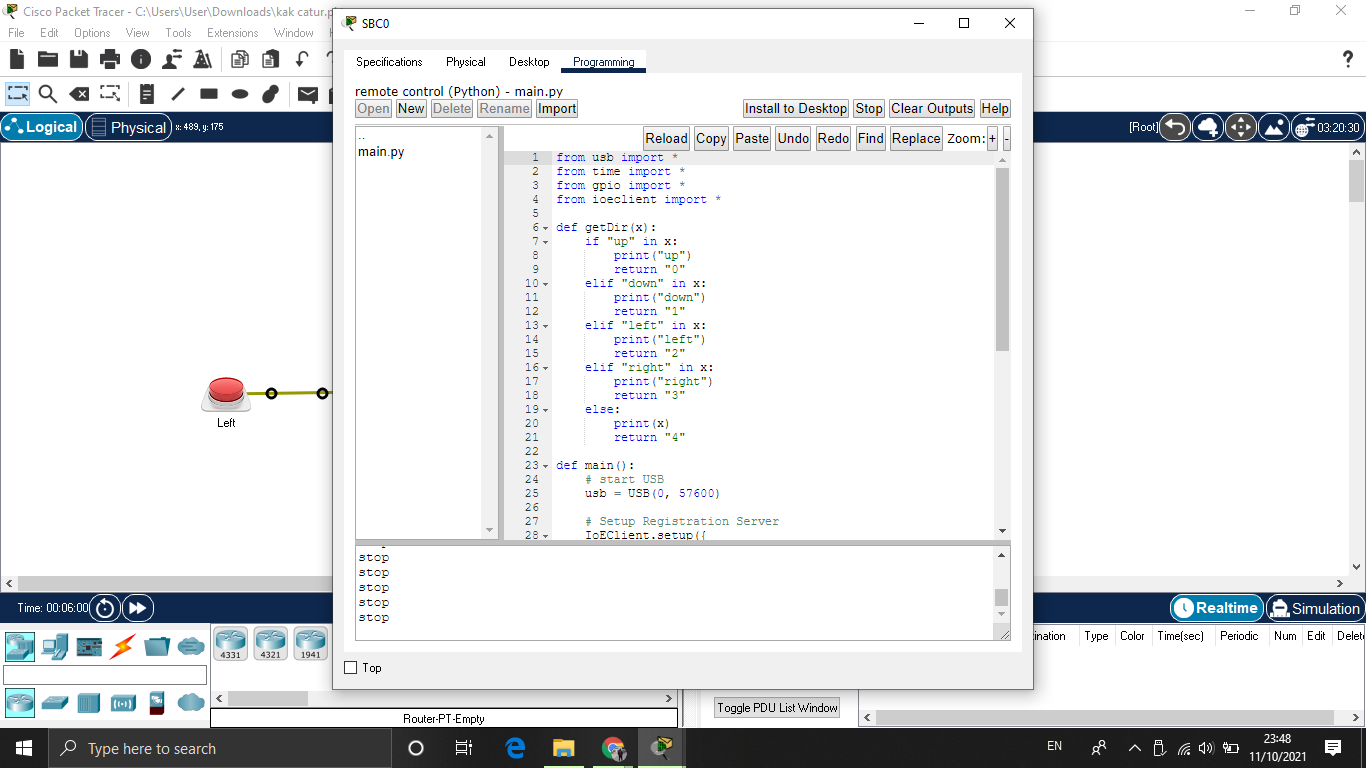 Cisco Packet Tracer - C:\Users\User\Downloads\kak catur.p
SBC0
File Edit Options View Tools Extensions Window
Specifications Physical Desktop Programming
remote control (Python) - main.py
Open New Delete Rename Import Install to Desktop Stop Clear Outputs Help
Logical Physical x: 489, y: 175 [Root] 03:20:30
..
main.py
Reload Copy Paste Undo Redo Find Replace Zoom: + -
1 from usb import *
2 from time import *
3 from gpio import *
4 from ioeclient import *
5
6 def getDir(x):
7 if "up" in x:
8 print("up")
9 return "0"
10 elif "down" in x:
11 print("down")
12 return "1"
13 elif "left" in x:
14 print("left")
15 return "2"
16 elif "right" in x:
17 print("right")
18 return "3"
19 else:
20 print(x)
21 return "4"
22
23 def main():
24 # start USB
25 usb = USB(0, 57600)
26
27 # Setup Registration Server
28 IoEClient.setup({
Left
stop
stop
stop
stop
stop
Time: 00:06:00 Realtime Simulation
4331 4321 1941
Type Color Time(sec) Periodic Num Edit Delet
Top
Toggle PDU List Window
Router-PT-Empty
Type here to search
EN
23:48
11/10/2021